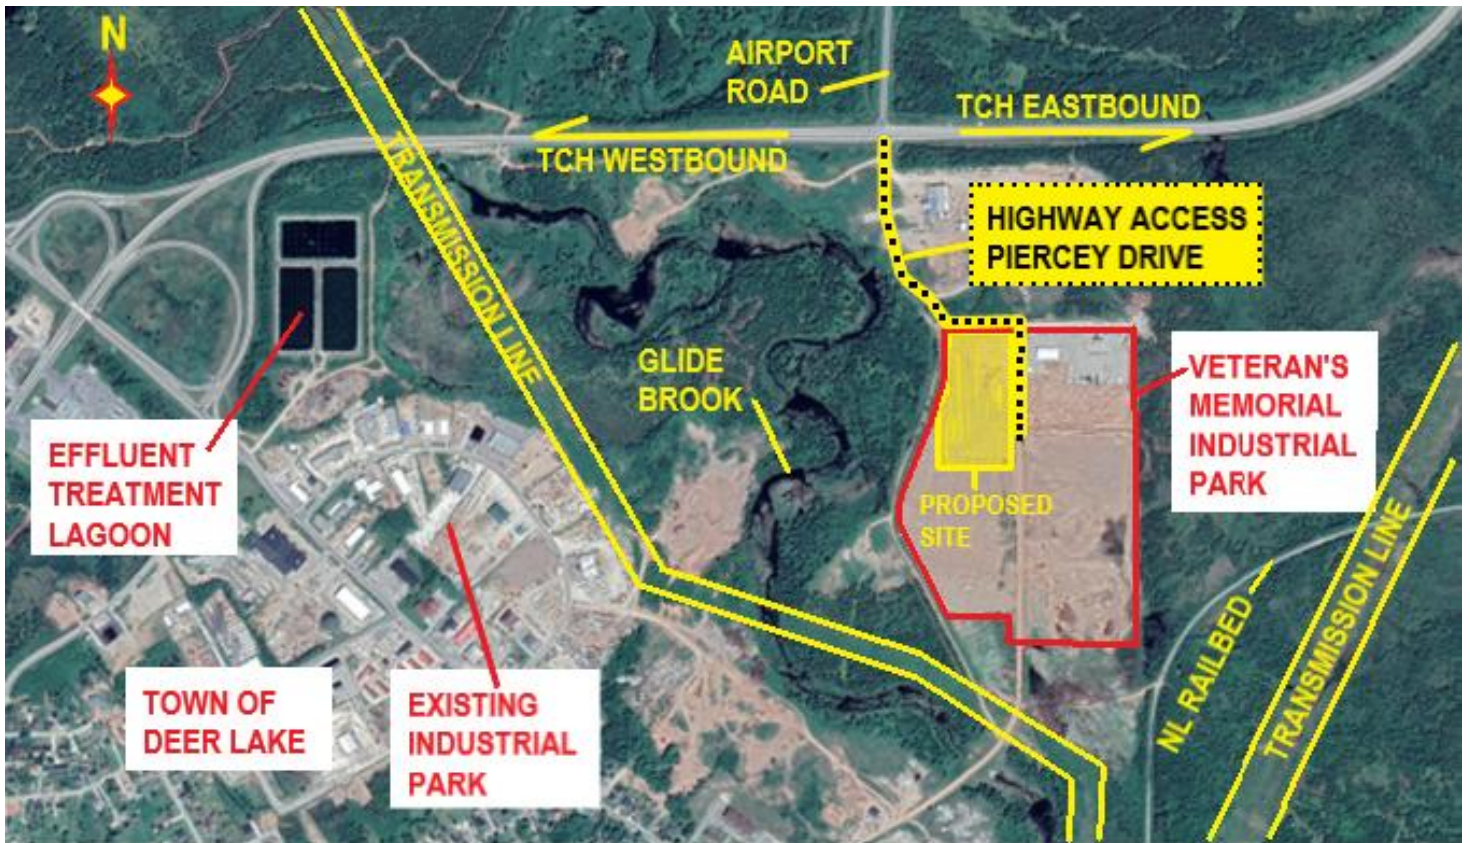 N
AIRPORT
ROAD
TCH EASTBOUND
TCH WESTBOUND
TRANSMISSION LINE
HIGHWAY ACCESS
PIERCEY DRIVE
GLIDE
BROOK
VETERAN'S
MEMORIAL
INDUSTRIAL
PARK
EFFLUENT
TREATMENT
LAGOON
PROPOSED
SITE
NL RAILBED
TRANSMISSION LINE
TOWN OF
DEER LAKE
EXISTING
INDUSTRIAL
PARK